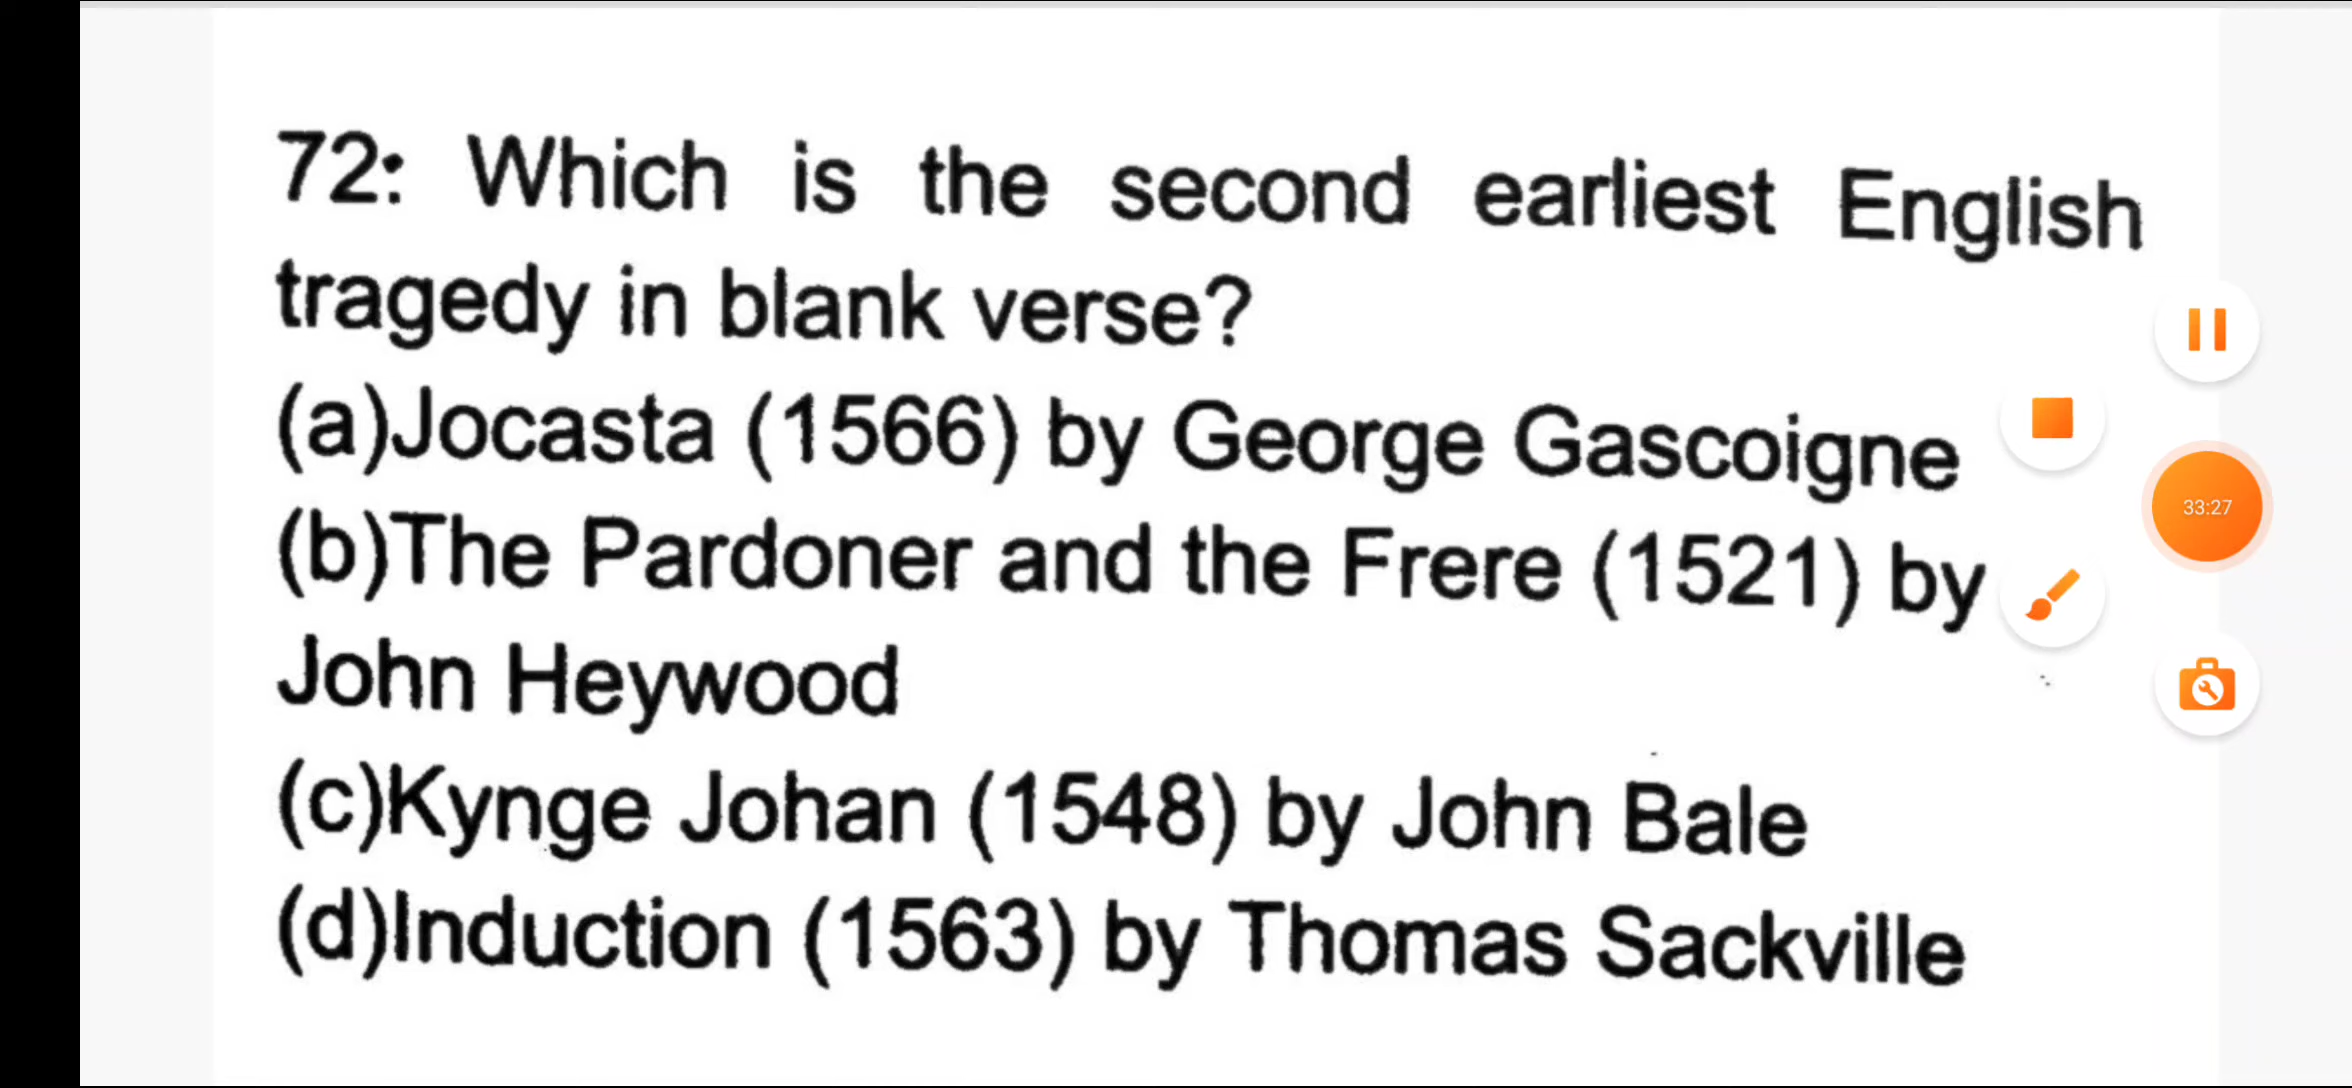 72: Which is the second earliest English
tragedy in blank verse?
(a)Jocasta (1566) by George Gascoigne
(b)The Pardoner and the Frere (1521) by
John Heywood
(c)Kynge Johan (1548) by John Bale
(d)Induction (1563) by Thomas Sackville
33:27